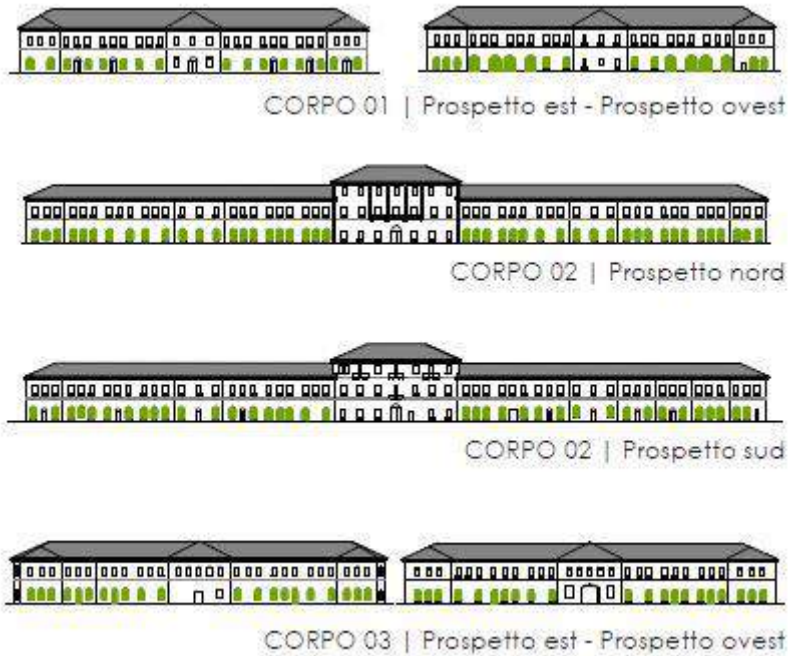 CORPO 01 | Prospetto est - Prospetto ovest
CORPO 02 | Prospetto nord
CORPO 02 | Prospetto sud
CORPO 03 | Prospetto est - Prospetto ovest